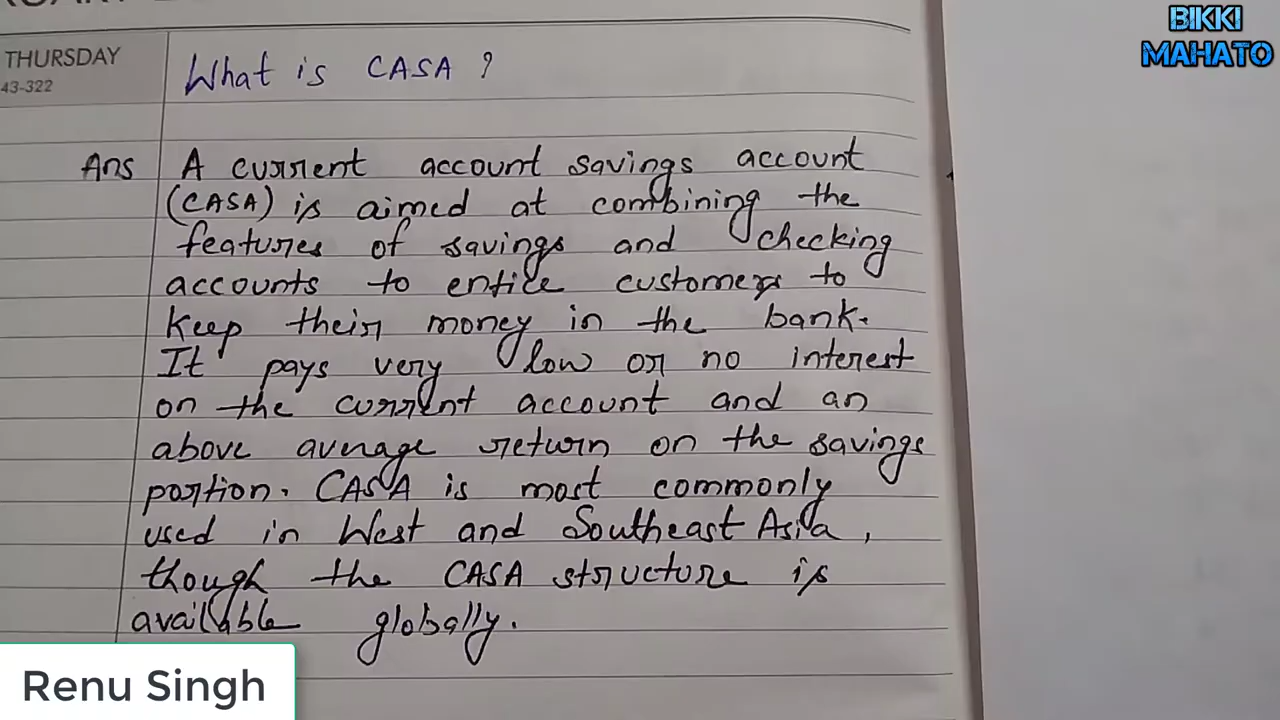 BIKKI
MAHATO
THURSDAY
43-322
What is CASA ?
Ans A current account savings account
(CASA) is aimed at combining the
features of savings and checking
accounts to entice customers to
keep their money in the bank.
It pays very low or no interest
on the current account and an
above average return on the savings
portion. CASA is most commonly
used in West and Southeast Asia,
though the CASA structure is
available globally.
Renu Singh